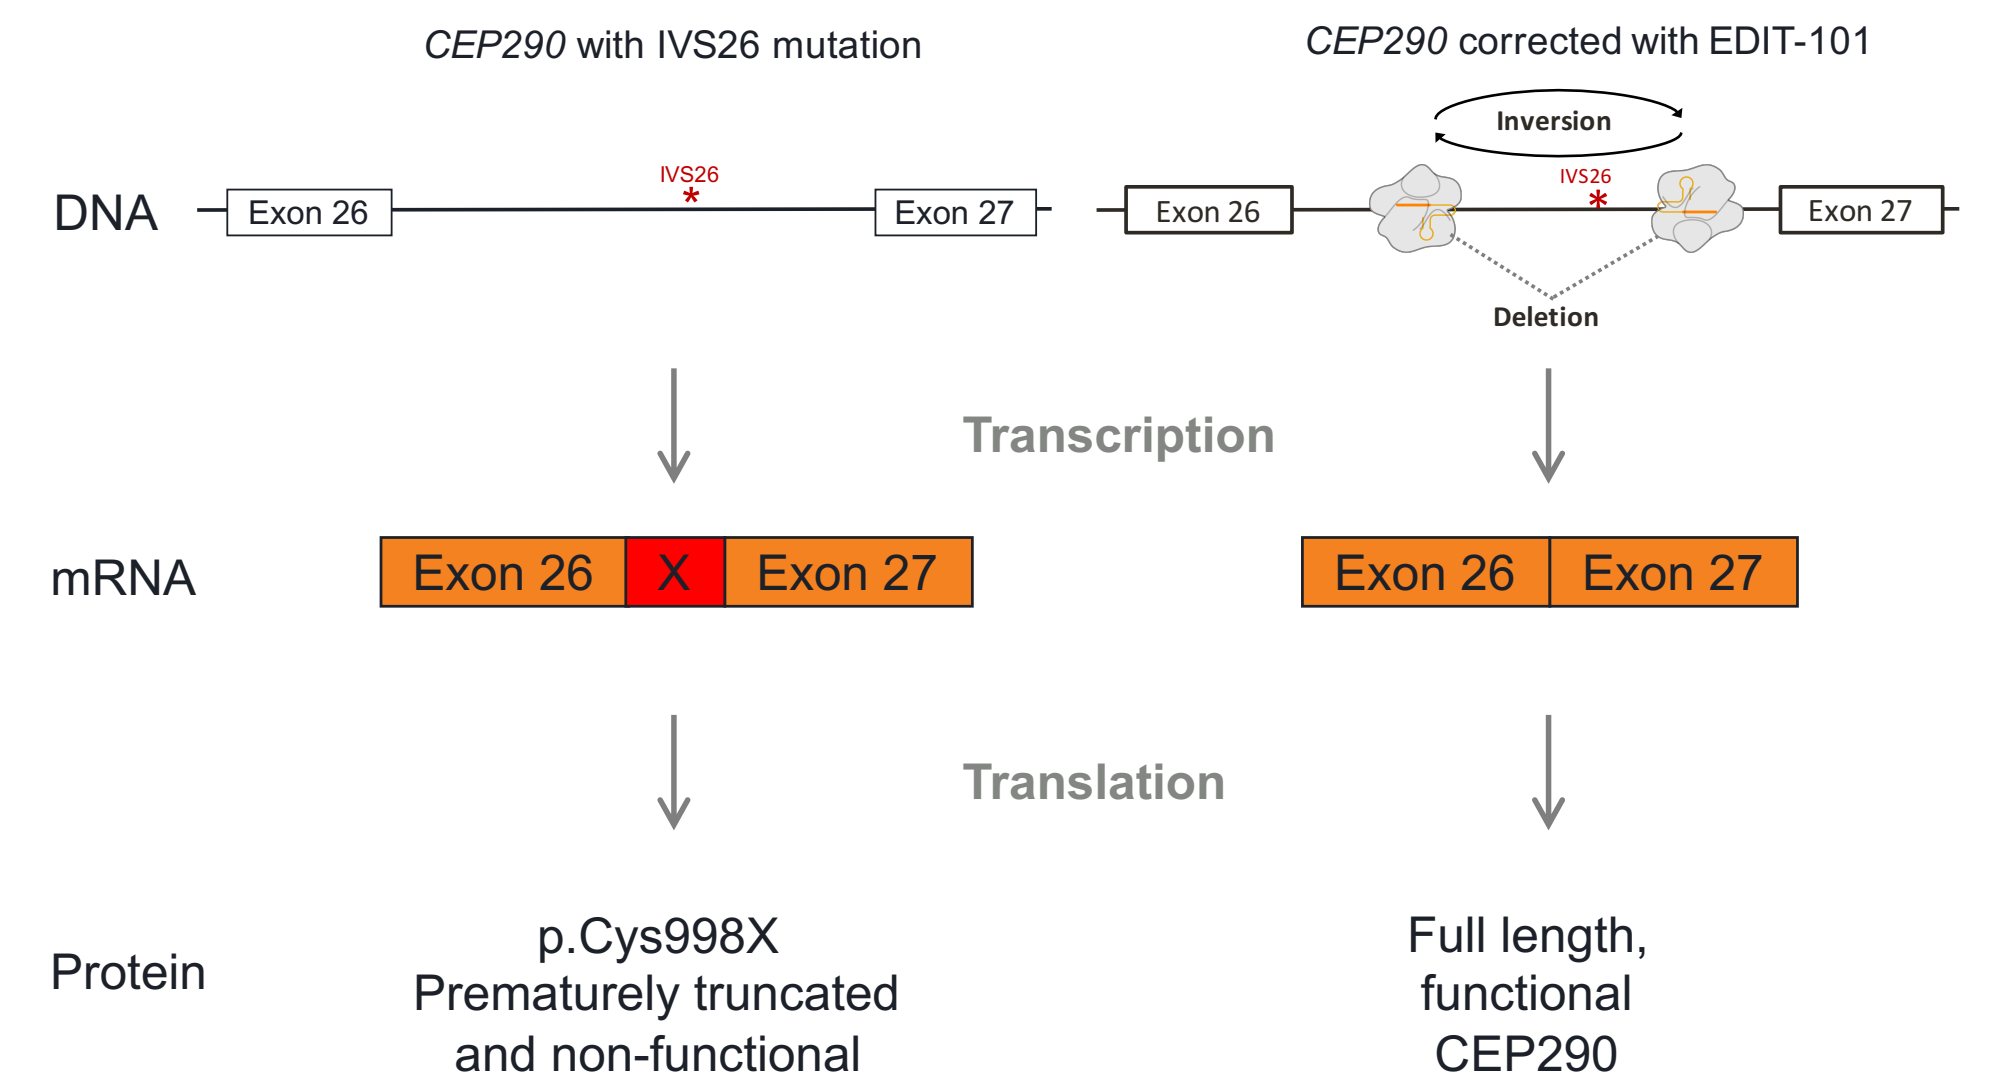 CEP290 with IVS26 mutation
CEP290 corrected with EDIT-101
Inversion
DNA
Exon 26
IVS26
*
Exon 27
Exon 26
IVS26
*
Exon 27
Deletion
Transcription
mRNA
Exon 26
X
Exon 27
Exon 26
Exon 27
Translation
Protein
p.Cys998X
Prematurely truncated
and non-functional
Full length,
functional
CEP290